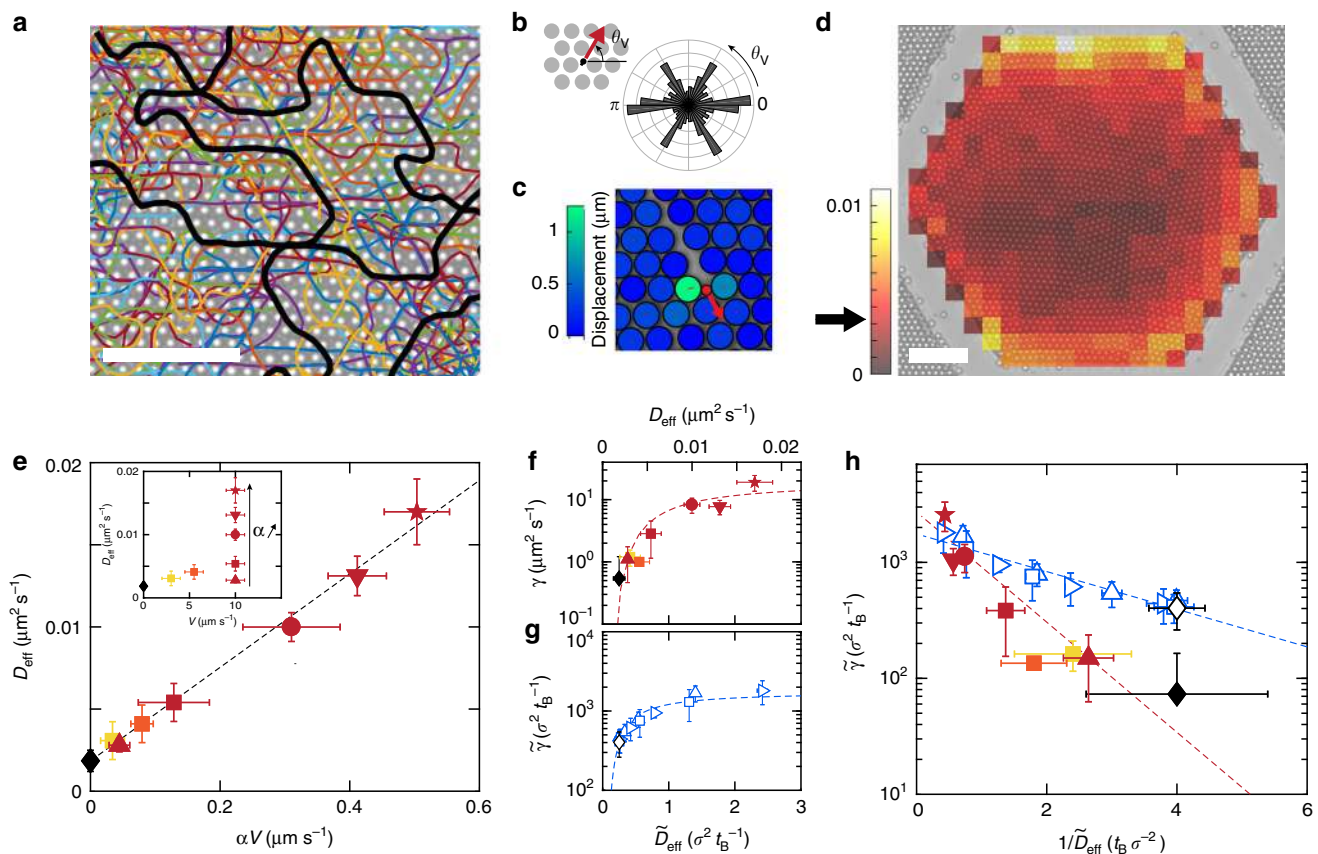 a
b
θV
θV
π
0
c
Displacement (μm)
1
0.5
0
d
0.01
0
e
Deff (μm² s⁻¹)
0.02
0.01
0
0
0.2
0.4
0.6
αV (μm s⁻¹)
Deff (μm² s⁻¹)
0.02
0.01
0
0
5
10
V (μm s⁻¹)
α
Deff (μm² s⁻¹)
0
0.01
0.02
f
γ (μm² s⁻¹)
10¹
10⁰
10⁻¹
g
γ̃ (σ² tB⁻¹)
10⁴
10³
10²
0
1
2
3
D̃eff (σ² tB⁻¹)
h
γ̃ (σ² tB⁻¹)
10³
10²
10¹
0
2
4
6
1/D̃eff (tB σ⁻²)